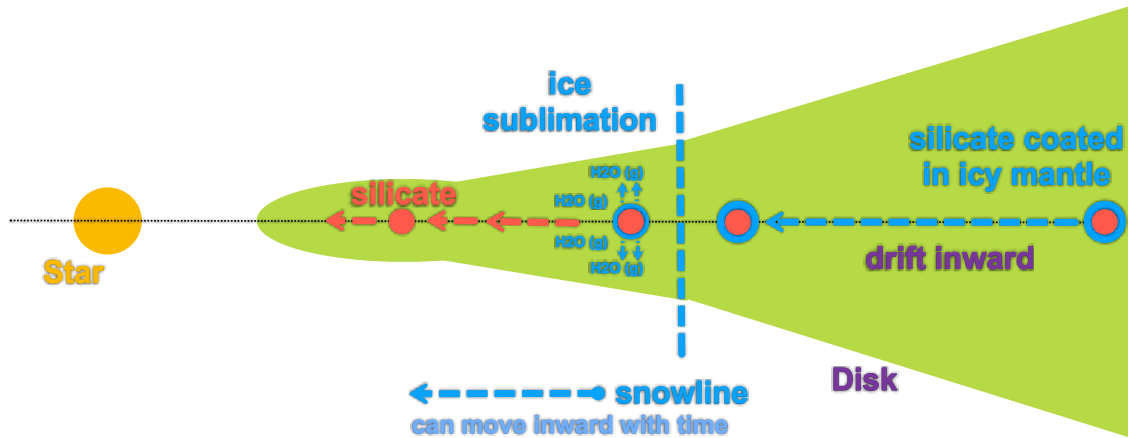 ice
sublimation
silicate coated
in icy mantle
H2O (g)
silicate
H2O (g)
H2O (g)
H2O (g)
drift inward
Star
Disk
snowline
can move inward with time